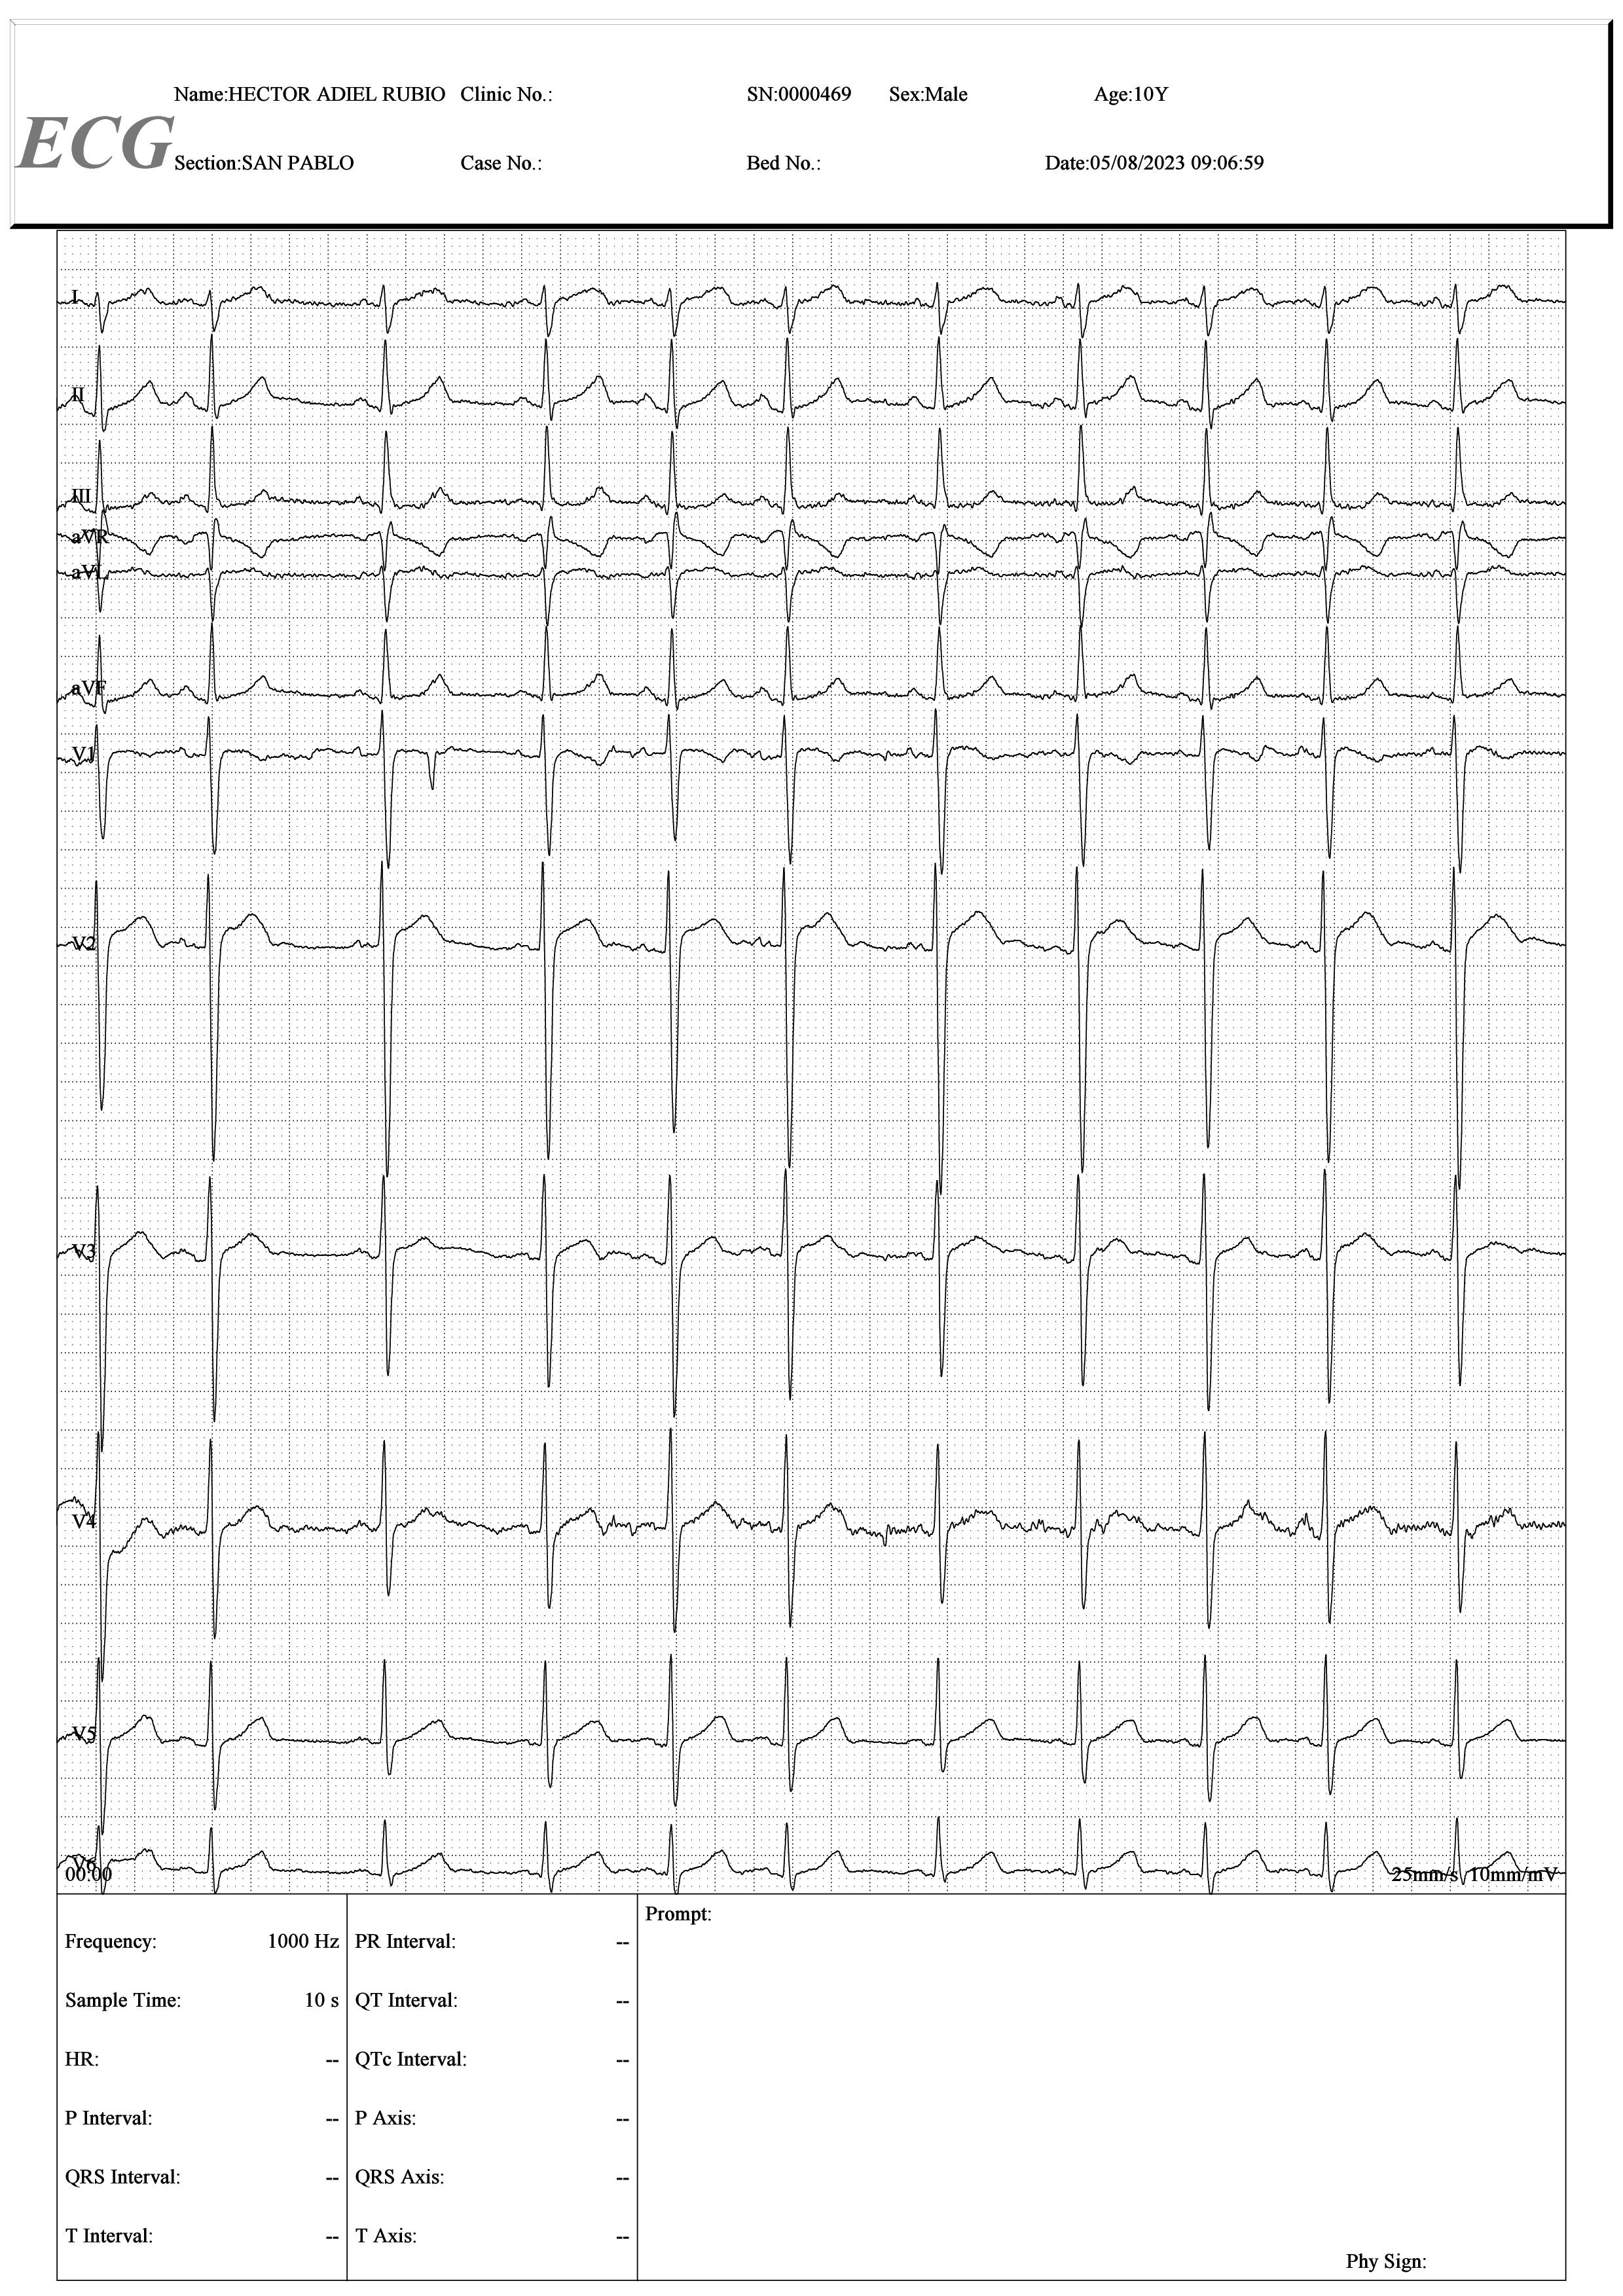 Name:HECTOR ADIEL RUBIO Clinic No.: SN:0000469 Sex:Male Age:10Y
ECG
Section:SAN PABLO Case No.: Bed No.: Date:05/08/2023 09:06:59
I
II
III
aVR
aVL
aVF
V1
V2
V3
V4
V5
V6
00:00 25mm/s 10mm/mV
Prompt:
Frequency: 1000 Hz PR Interval: --
Sample Time: 10 s QT Interval: --
HR: -- QTc Interval: --
P Interval: -- P Axis: --
QRS Interval: -- QRS Axis: --
T Interval: -- T Axis: --
Phy Sign: